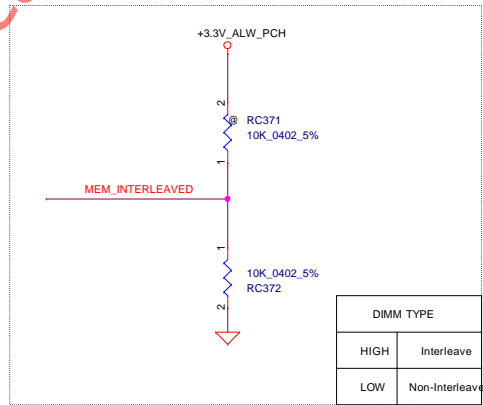 +3.3V_ALW_PCH
2
@ RC371
10K_0402_5%
1
MEM_INTERLEAVED
1
10K_0402_5%
RC372
2
DIMM TYPE
HIGH Interleave
LOW Non-Interleave